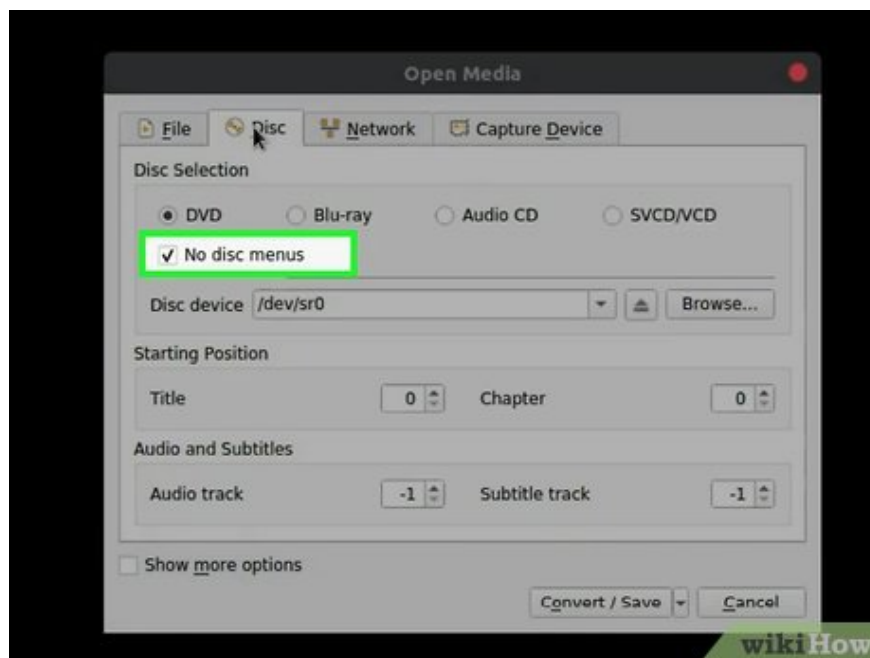 Open Media
File Disc Network Capture Device
Disc Selection
DVD Blu-ray Audio CD SVCD/VCD
No disc menus
Disc device /dev/sr0 Browse...
Starting Position
Title 0 Chapter 0
Audio and Subtitles
Audio track -1 Subtitle track -1
Show more options
Convert / Save Cancel
wikiHow